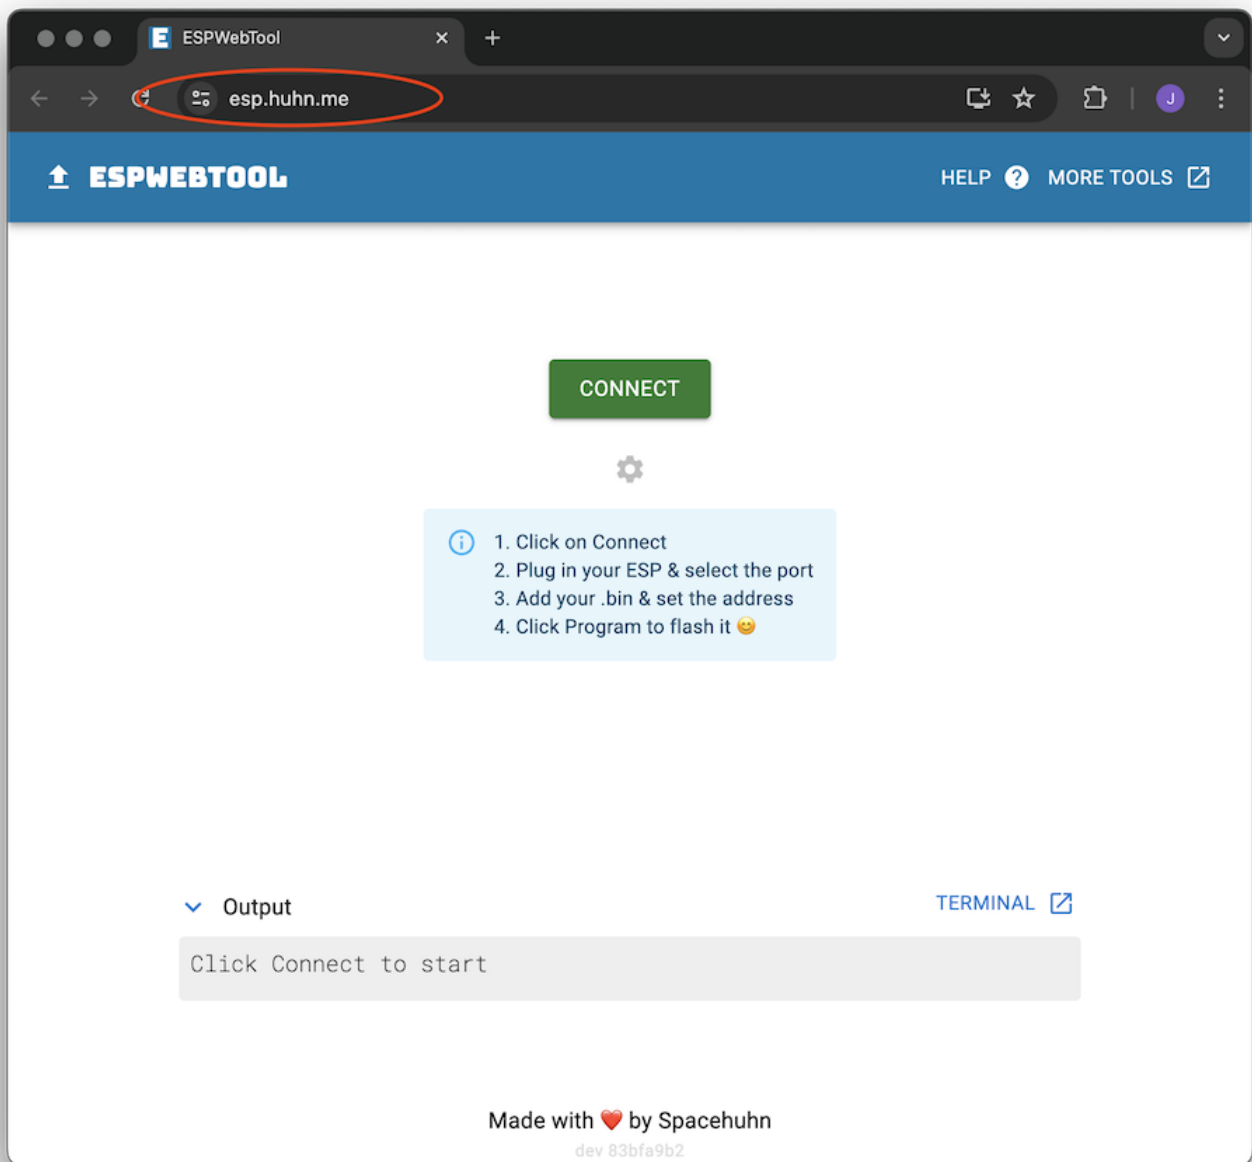 ESPWebTool
esp.huhn.me
J
ESPWEBTOOL
HELP
MORE TOOLS
CONNECT
1. Click on Connect
2. Plug in your ESP & select the port
3. Add your .bin & set the address
4. Click Program to flash it 😊
Output
TERMINAL
Click Connect to start
Made with ❤️ by Spacehuhn
dev 83bfa9b2